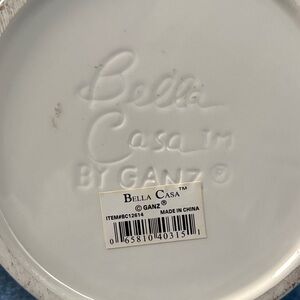 Bella
Casa TM
BY GANZ®
BELLA CASA™
© GANZ®
ITEM#BC12614 MADE IN CHINA
0 65810 40315 1